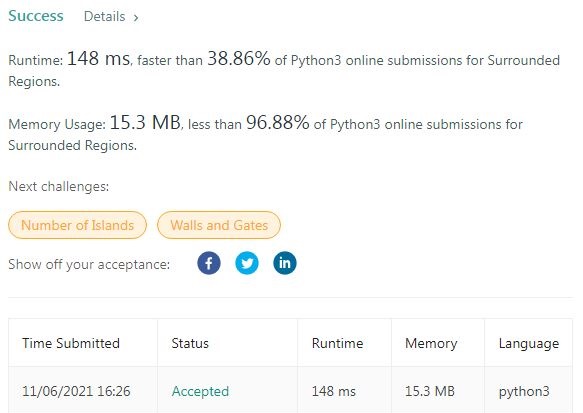 Success Details ›
Runtime: 148 ms, faster than 38.86% of Python3 online submissions for Surrounded
Regions.
Memory Usage: 15.3 MB, less than 96.88% of Python3 online submissions for
Surrounded Regions.
Next challenges:
Number of Islands Walls and Gates
Show off your acceptance: f in
Time Submitted Status Runtime Memory Language
11/06/2021 16:26 Accepted 148 ms 15.3 MB python3